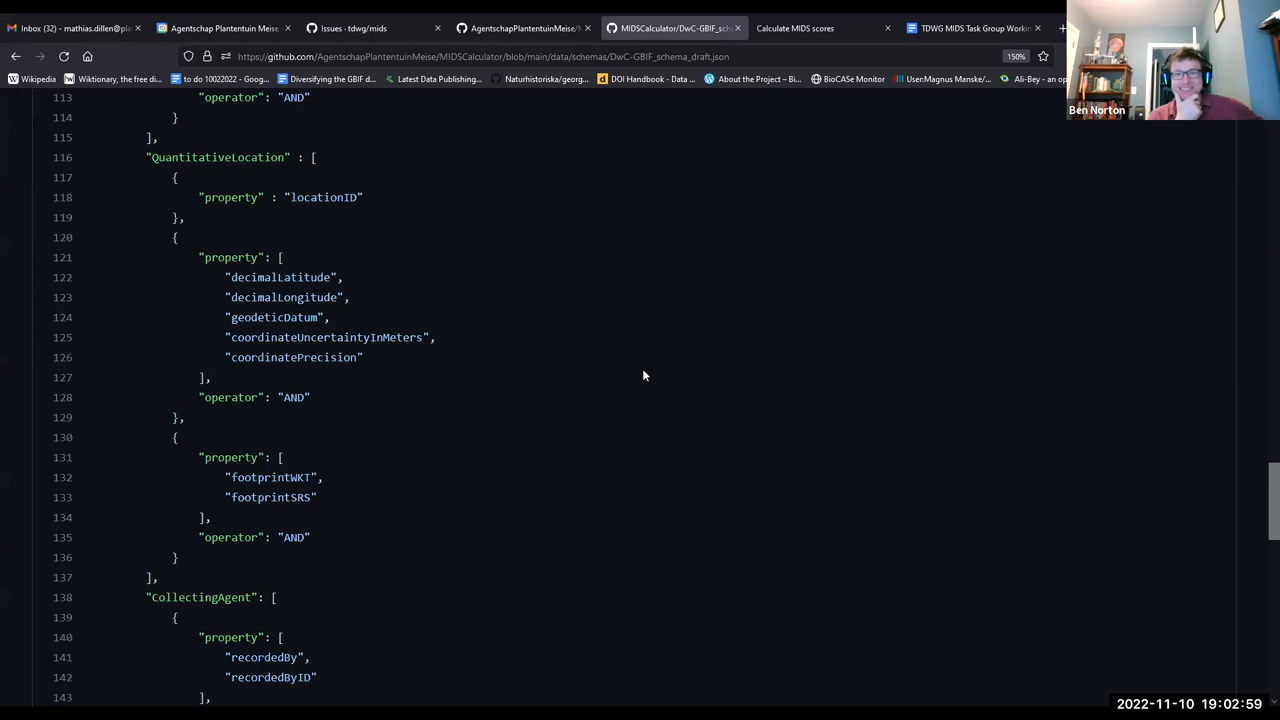 Inbox (32) - mathias.dillen@pla
Agentschap Plantentuin Meise
Issues · tdwg/mids
AgentschapPlantentuinMeise/M
MIDSCalculator/DwC-GBIF_sche
Calculate MIDS scores
TDWG MIDS Task Group Workin
https://github.com/AgentschapPlantentuinMeise/MIDSCalculator/blob/main/data/schemas/DwC-GBIF_schema_draft.json
150%
Wikipedia
Wiktionary, the free di...
to do 10022022 - Goog...
Diversifying the GBIF d...
Latest Data Publishing...
Naturhistoriska/georg...
DOI Handbook - Data ...
About the Project – Bi...
BioCASe Monitor
User:Magnus Manske/...
Ali-Bey - an affordabl
Ben Norton
113 "operator": "AND"
114 }
115 ],
116 "QuantitativeLocation" : [
117 {
118 "property" : "locationID"
119 },
120 {
121 "property": [
122 "decimalLatitude",
123 "decimalLongitude",
124 "geodeticDatum",
125 "coordinateUncertaintyInMeters",
126 "coordinatePrecision"
127 ],
128 "operator": "AND"
129 },
130 {
131 "property": [
132 "footprintWKT",
133 "footprintSRS"
134 ],
135 "operator": "AND"
136 }
137 ],
138 "CollectingAgent": [
139 {
140 "property": [
141 "recordedBy",
142 "recordedByID"
143 ],
2022-11-10 19:02:59